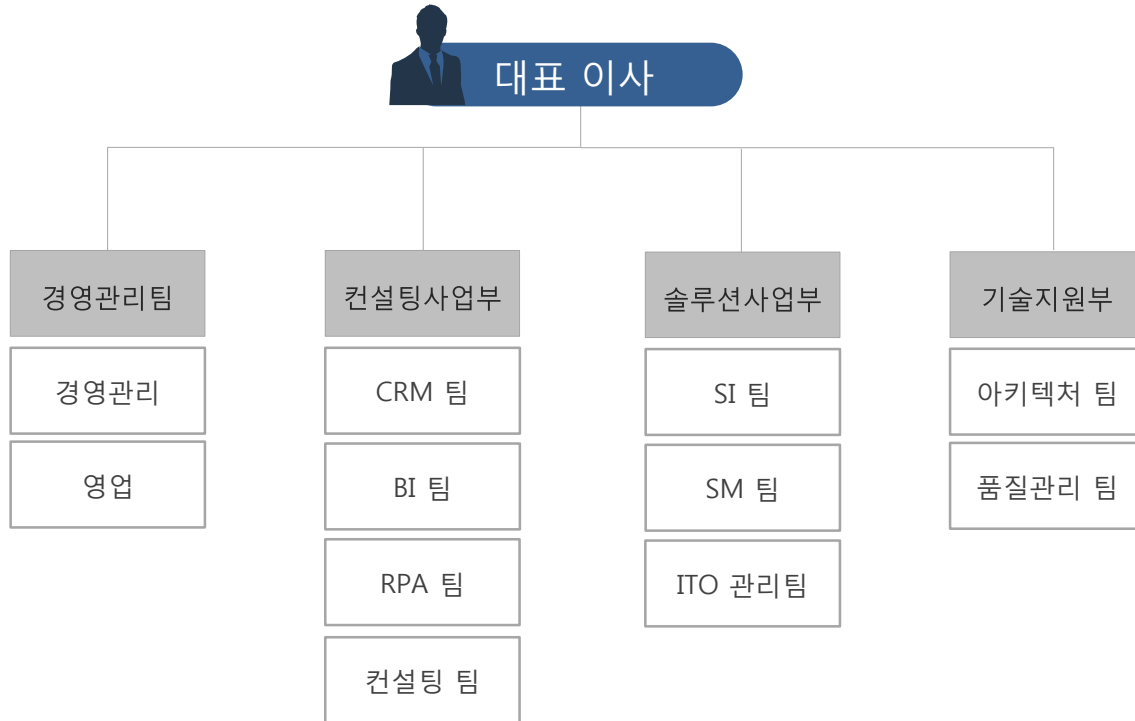 대표 이사
경영관리팀
경영관리
영업
컨설팅사업부
CRM 팀
BI 팀
RPA 팀
컨설팅 팀
솔루션사업부
SI 팀
SM 팀
ITO 관리팀
기술지원부
아키텍처 팀
품질관리 팀